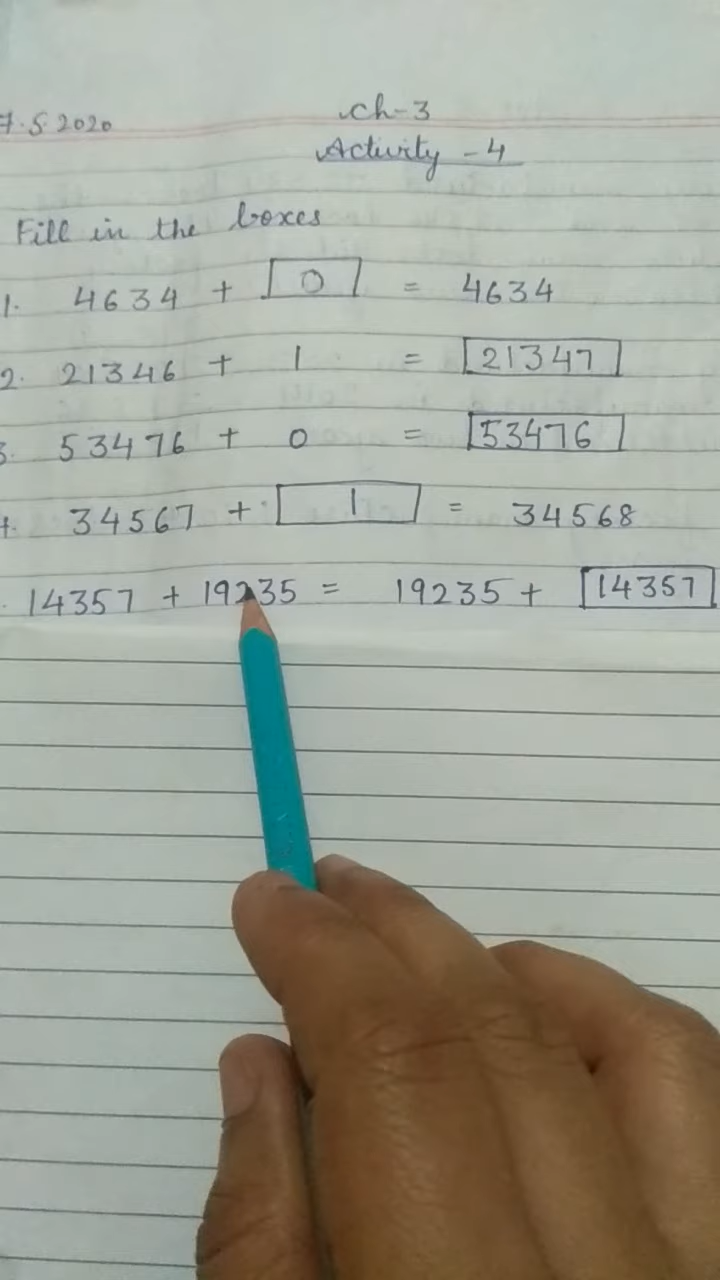 7.5.2020
Ch-3
Activity - 4
Fill in the boxes
1. 4634 + 0 = 4634
2. 21346 + 1 = 21347
3. 53476 + 0 = 53476
4. 34567 + 1 = 34568
14357 + 19235 = 19235 + 14357